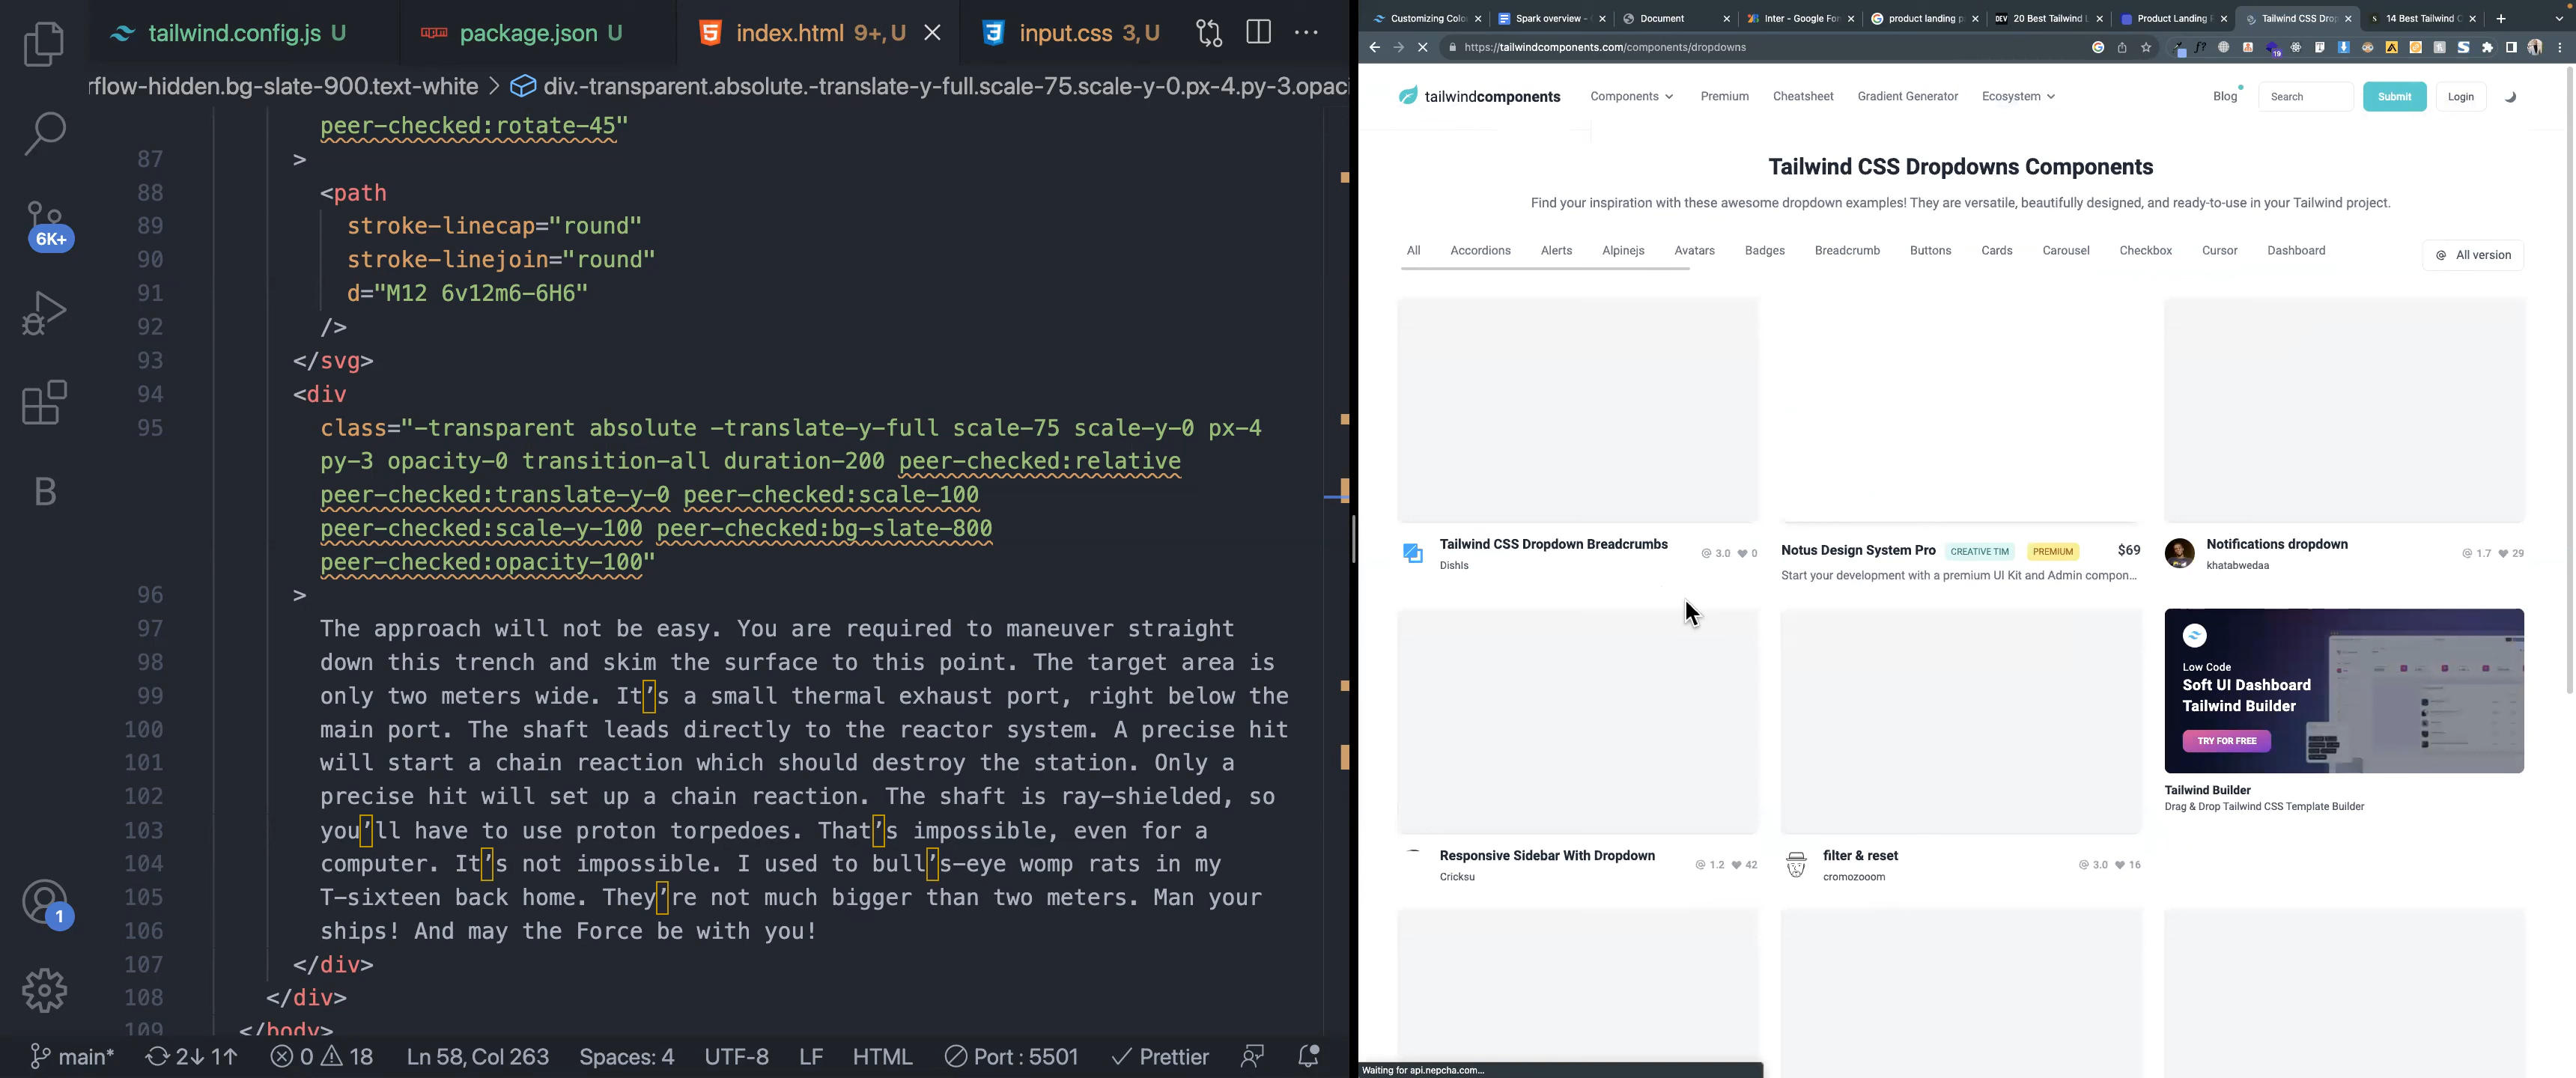 tailwind.config.js U
package.json U
index.html 9+, U
input.css 3, U
rflow-hidden.bg-slate-900.text-white > div.-transparent.absolute.-translate-y-full.scale-75.scale-y-0.px-4.py-3.opaci
peer-checked:rotate-45"
87 >
88 <path
89 stroke-linecap="round"
90 stroke-linejoin="round"
91 d="M12 6v12m6-6H6"
92 />
93 </svg>
94 <div
95 class="-transparent absolute -translate-y-full scale-75 scale-y-0 px-4
py-3 opacity-0 transition-all duration-200 peer-checked:relative
peer-checked:translate-y-0 peer-checked:scale-100
peer-checked:scale-y-100 peer-checked:bg-slate-800
peer-checked:opacity-100"
96 >
97 The approach will not be easy. You are required to maneuver straight
98 down this trench and skim the surface to this point. The target area is
99 only two meters wide. It’s a small thermal exhaust port, right below the
100 main port. The shaft leads directly to the reactor system. A precise hit
101 will start a chain reaction which should destroy the station. Only a
102 precise hit will set up a chain reaction. The shaft is ray-shielded, so
103 you’ll have to use proton torpedoes. That’s impossible, even for a
104 computer. It’s not impossible. I used to bull’s-eye womp rats in my
105 T-sixteen back home. They’re not much bigger than two meters. Man your
106 ships! And may the Force be with you!
107 </div>
108 </div>
109 </body>
6K+
B
1
main* 2↓ 1↑ 0 18 Ln 58, Col 263 Spaces: 4 UTF-8 LF HTML Port : 5501 Prettier
Customizing Colo
Spark overview -
Document
Inter - Google Fon
product landing p
DEV 20 Best Tailwind
Product Landing
Tailwind CSS Drop
14 Best Tailwind C
https://tailwindcomponents.com/components/dropdowns
19
tailwindcomponents
Components Premium Cheatsheet Gradient Generator Ecosystem
Blog Search Submit Login
Tailwind CSS Dropdowns Components
Find your inspiration with these awesome dropdown examples! They are versatile, beautifully designed, and ready-to-use in your Tailwind project.
All Accordions Alerts Alpinejs Avatars Badges Breadcrumb Buttons Cards Carousel Checkbox Cursor Dashboard
@ All version
Tailwind CSS Dropdown Breadcrumbs
DishIs
@ 3.0 0
Notus Design System Pro CREATIVE TIM PREMIUM $69
Start your development with a premium UI Kit and Admin compon...
Notifications dropdown
khatabwedaa
@ 1.7 29
Low Code
Soft UI Dashboard
Tailwind Builder
TRY FOR FREE
Tailwind Builder
Drag & Drop Tailwind CSS Template Builder
Responsive Sidebar With Dropdown
Cricksu
@ 1.2 42
filter & reset
cromozooom
@ 3.0 16
Waiting for api.nepcha.com...